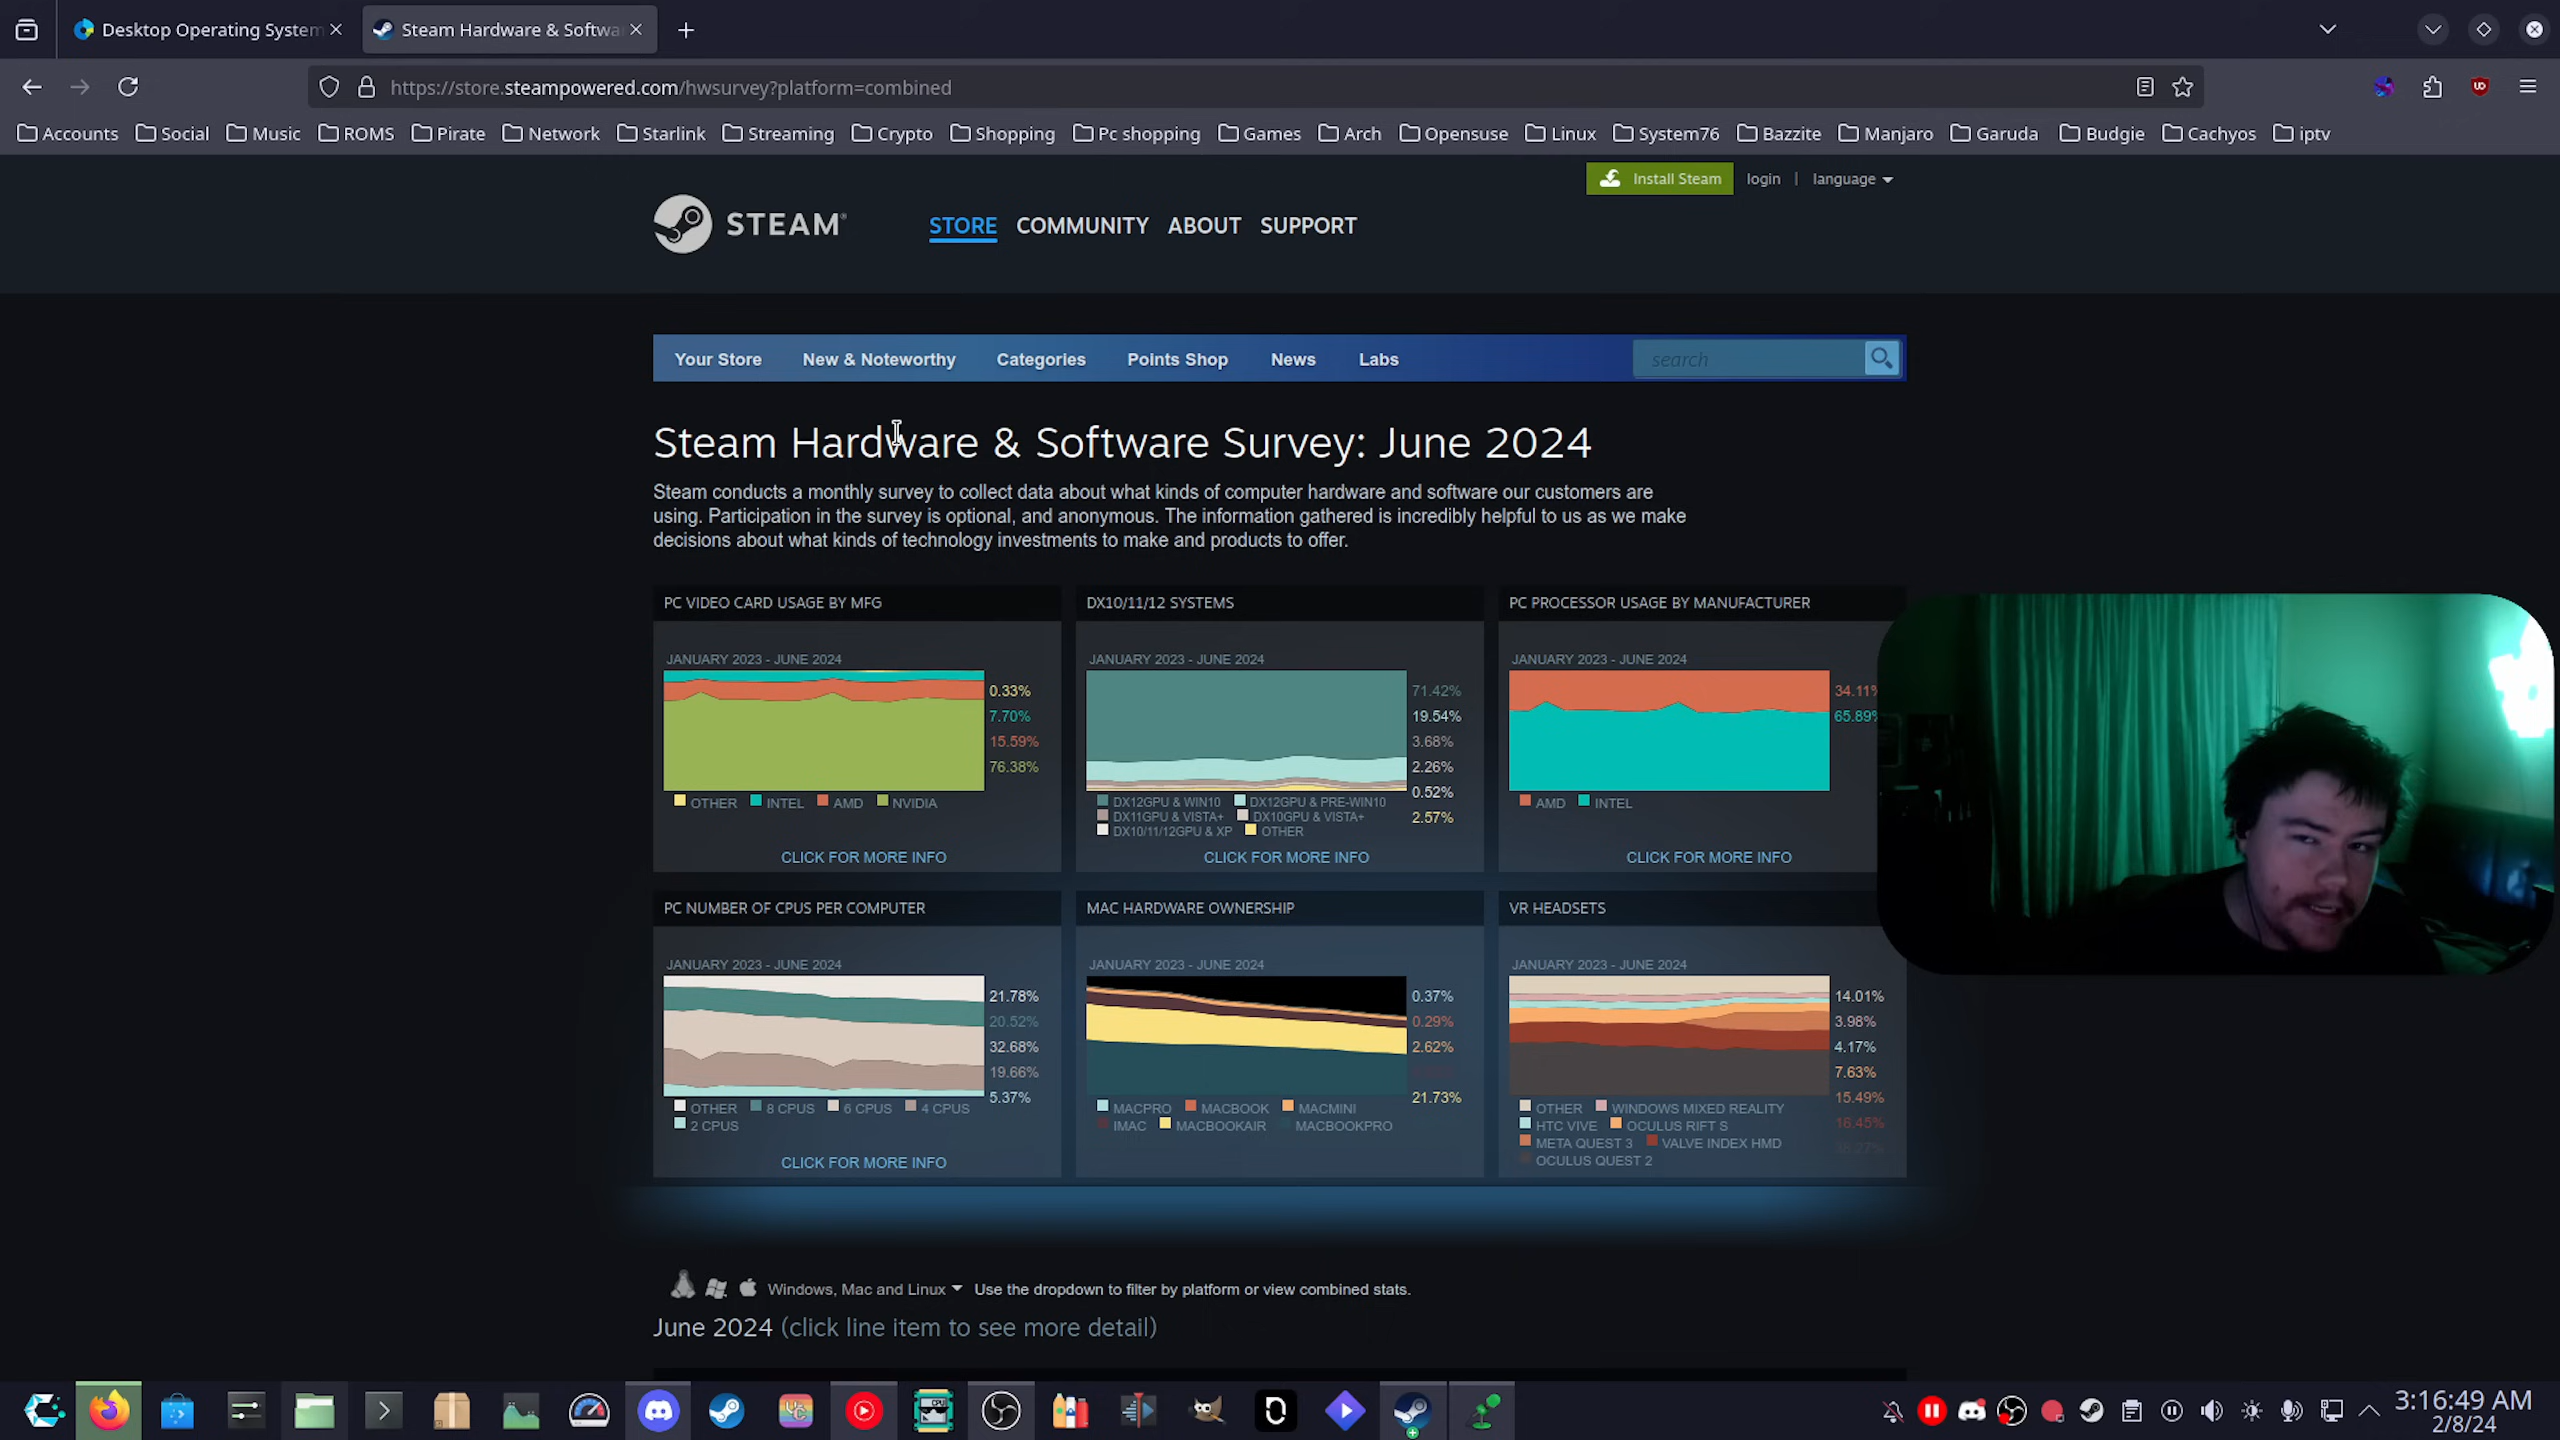 Desktop Operating System
Steam Hardware & Softwa
https://store.steampowered.com/hwsurvey?platform=combined
Accounts Social Music ROMS Pirate Network Starlink Streaming Crypto Shopping Pc shopping Games Arch Opensuse Linux System76 Bazzite Manjaro Garuda Budgie Cachyos iptv
Install Steam login | language
STEAM® STORE COMMUNITY ABOUT SUPPORT
Your Store New & Noteworthy Categories Points Shop News Labs search
Steam Hardware & Software Survey: June 2024
Steam conducts a monthly survey to collect data about what kinds of computer hardware and software our customers are
using. Participation in the survey is optional, and anonymous. The information gathered is incredibly helpful to us as we make
decisions about what kinds of technology investments to make and products to offer.
PC VIDEO CARD USAGE BY MFG
JANUARY 2023 - JUNE 2024
0.33%
7.70%
15.59%
76.38%
OTHER INTEL AMD NVIDIA
CLICK FOR MORE INFO
DX10/11/12 SYSTEMS
JANUARY 2023 - JUNE 2024
71.42%
19.54%
3.68%
2.26%
0.52%
2.57%
DX12GPU & WIN10 DX12GPU & PRE-WIN10
DX11GPU & VISTA+ DX10GPU & VISTA+
DX10/11/12GPU & XP OTHER
CLICK FOR MORE INFO
PC PROCESSOR USAGE BY MANUFACTURER
JANUARY 2023 - JUNE 2024
34.11%
65.89%
AMD INTEL
CLICK FOR MORE INFO
PC NUMBER OF CPUS PER COMPUTER
JANUARY 2023 - JUNE 2024
21.78%
20.52%
32.68%
19.66%
5.37%
OTHER 8 CPUS 6 CPUS 4 CPUS
2 CPUS
CLICK FOR MORE INFO
MAC HARDWARE OWNERSHIP
JANUARY 2023 - JUNE 2024
0.37%
0.29%
2.62%
21.73%
MACPRO MACBOOK MACMINI
IMAC MACBOOKAIR MACBOOKPRO
VR HEADSETS
JANUARY 2023 - JUNE 2024
14.01%
3.98%
4.17%
7.63%
15.49%
16.45%
OTHER WINDOWS MIXED REALITY
HTC VIVE OCULUS RIFT S
META QUEST 3 VALVE INDEX HMD
OCULUS QUEST 2
Windows, Mac and Linux Use the dropdown to filter by platform or view combined stats.
June 2024 (click line item to see more detail)
3:16:49 AM
2/8/24